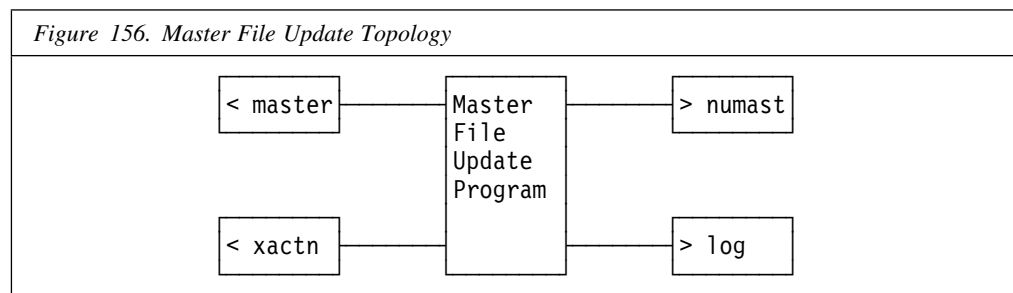 Figure 156. Master File Update Topology
< master
Master
> numast
File
Update
Program
< xactn
> log